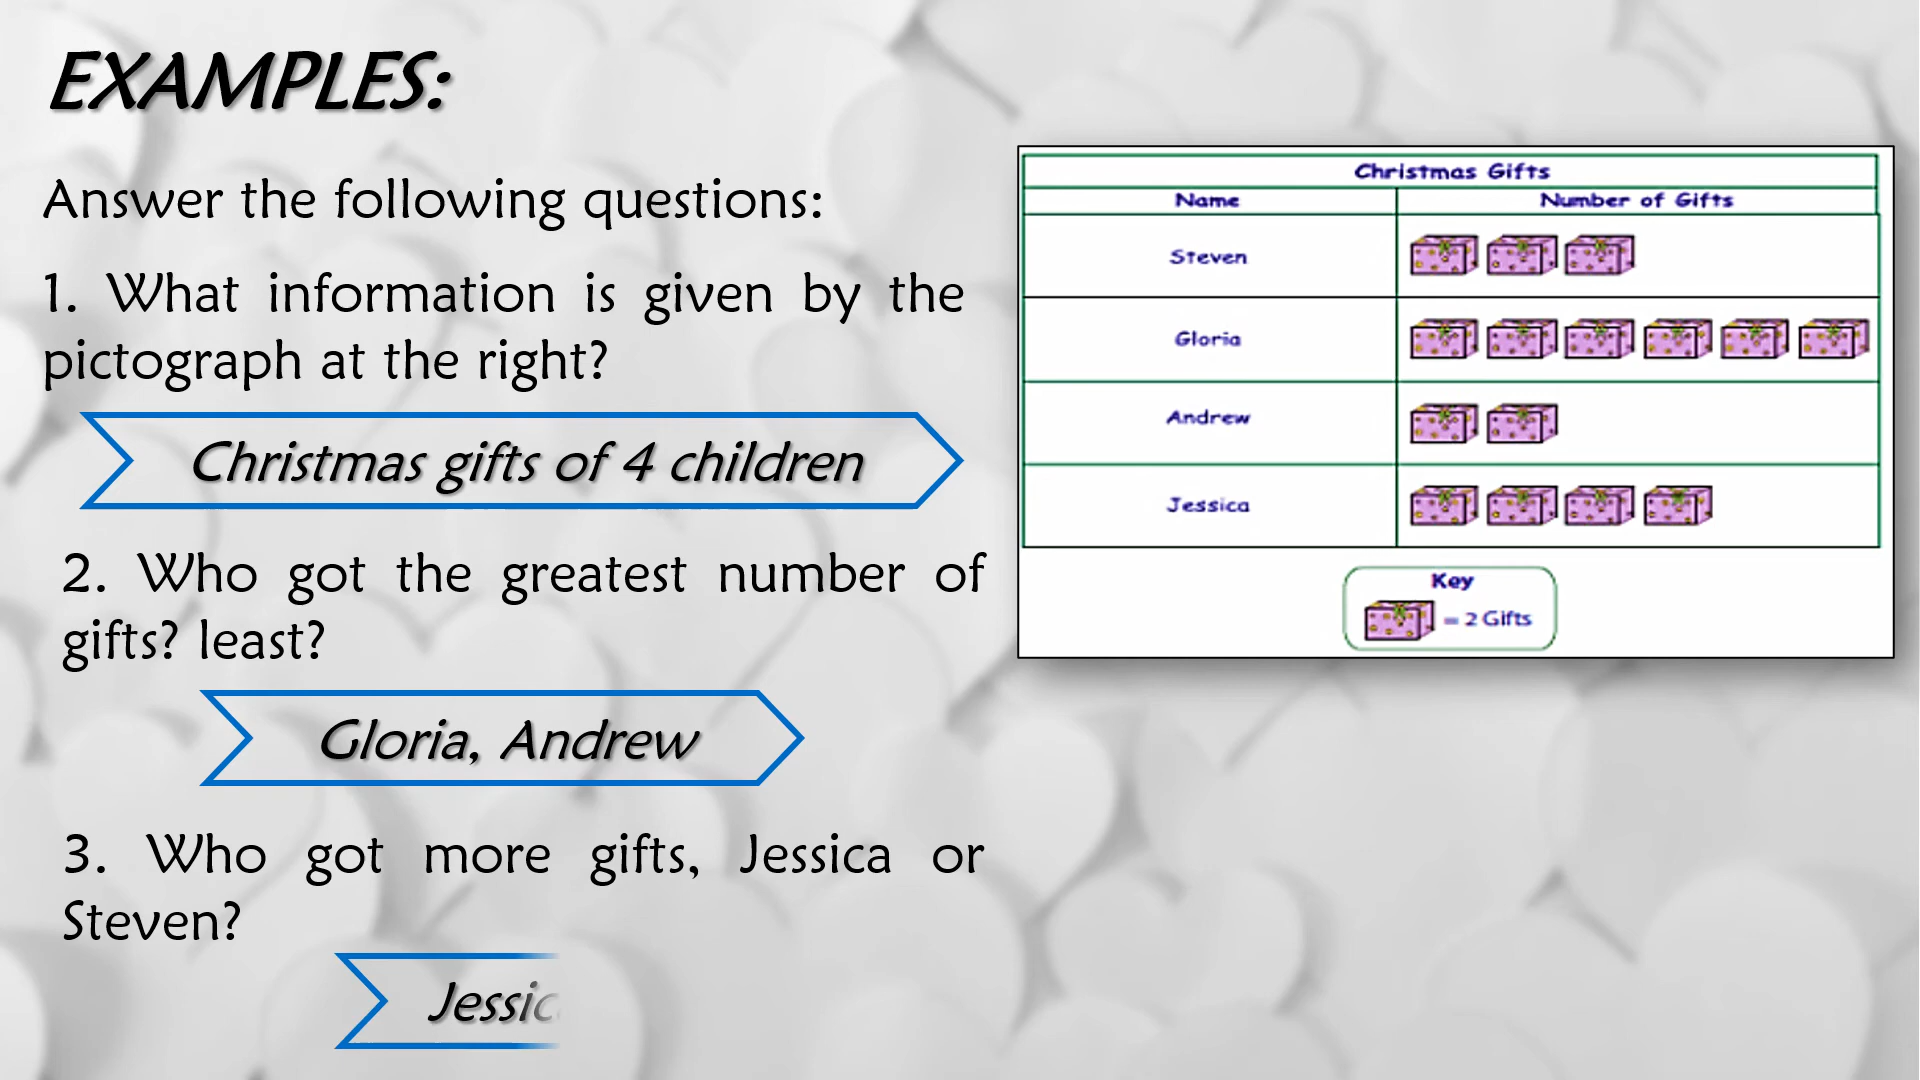 EXAMPLES:
Answer the following questions:
1. What information is given by the
pictograph at the right?
Christmas gifts of 4 children
2. Who got the greatest number of
gifts? least?
Gloria, Andrew
3. Who got more gifts, Jessica or
Steven?
Christmas Gifts
Name Number of Gifts
Steven
Gloria
Andrew
Jessica
Key
= 2 Gifts